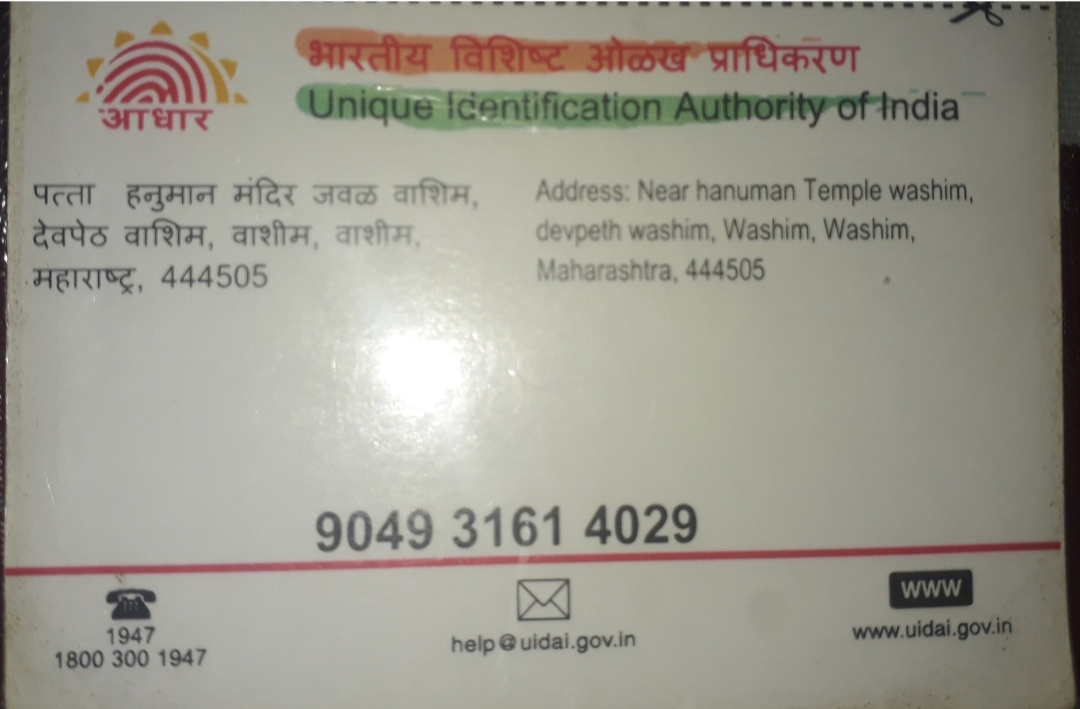 आधार
भारतीय विशिष्ट ओळख प्राधिकरण
Unique Identification Authority of India
पत्ता हनुमान मंदिर जवळ वाशिम,
देवपेठ वाशिम, वाशीम, वाशीम,
महाराष्ट्र, 444505
Address: Near hanuman Temple washim,
devpeth washim, Washim, Washim,
Maharashtra, 444505
9049 3161 4029
1947
1800 300 1947
help@uidai.gov.in
www
www.uidai.gov.in